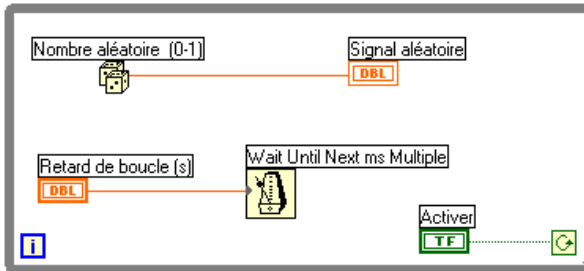 Nombre aléatoire (0-1)
Signal aléatoire
DBL
Retard de boucle (s)
Wait Until Next ms Multiple
DBL
Activer
TF
i